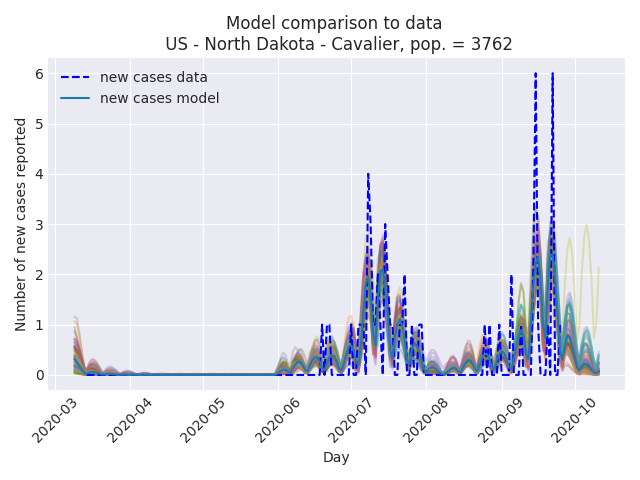 Model comparison to data
US - North Dakota - Cavalier, pop. = 3762
new cases data
new cases model
Number of new cases reported
6
5
4
3
2
1
0
2020-03
2020-04
2020-05
2020-06
2020-07
2020-08
2020-09
2020-10
Day